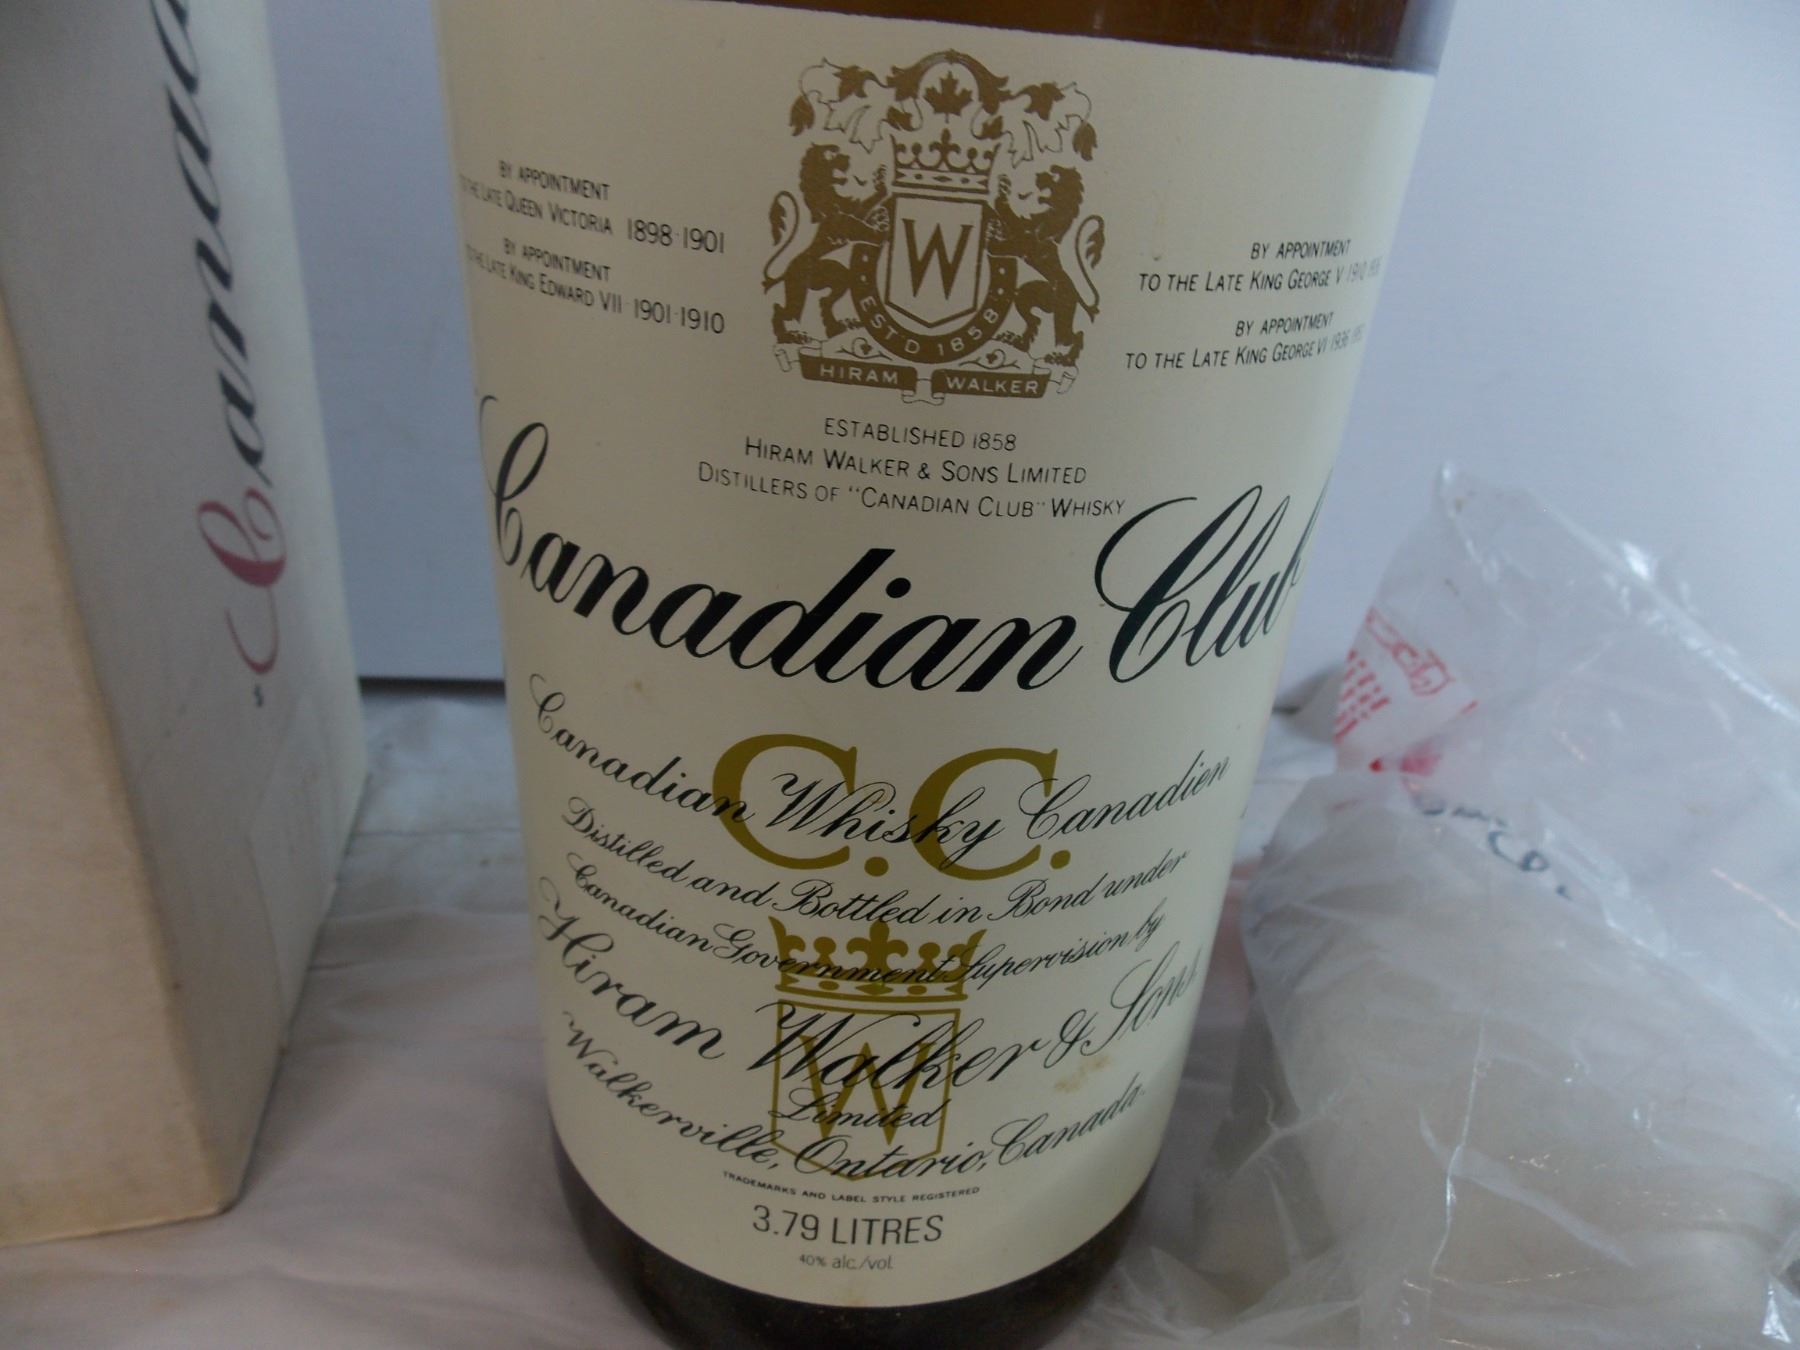 BY APPOINTMENT
TO THE LATE QUEEN VICTORIA 1898-1901
BY APPOINTMENT
TO THE LATE KING EDWARD VII 1901-1910
W
EST'D 1858
HIRAM WALKER
BY APPOINTMENT
TO THE LATE KING GEORGE V 1910
BY APPOINTMENT
TO THE LATE KING GEORGE VI 1936
ESTABLISHED 1858
HIRAM WALKER & SONS LIMITED
DISTILLERS OF "CANADIAN CLUB" WHISKY
Canadian Club
C.C.
Canadian Whisky Canadien
Distilled and Bottled in Bond under
Canadian Government Supervision by
Hiram Walker & Sons
W
Limited
Walkerville, Ontario, Canada.
TRADEMARKS AND LABEL STYLE REGISTERED
3.79 LITRES
40% alc./vol.
Canad